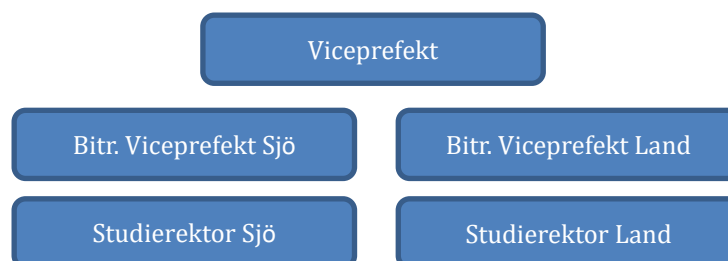 Viceprefekt
Bitr. Viceprefekt Sjö
Bitr. Viceprefekt Land
Studierektor Sjö
Studierektor Land